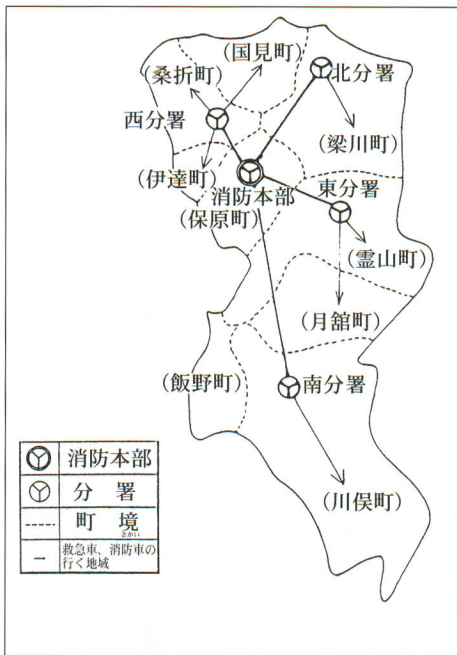 (国見町)
(桑折町)
北分署
西分署
(梁川町)
(伊達町)
消防本部
(保原町)
東分署
(霊山町)
(月舘町)
(飯野町)
南分署
(川俣町)
消防本部
分 署
町 境
さかい
救急車、消防車の
行く地域